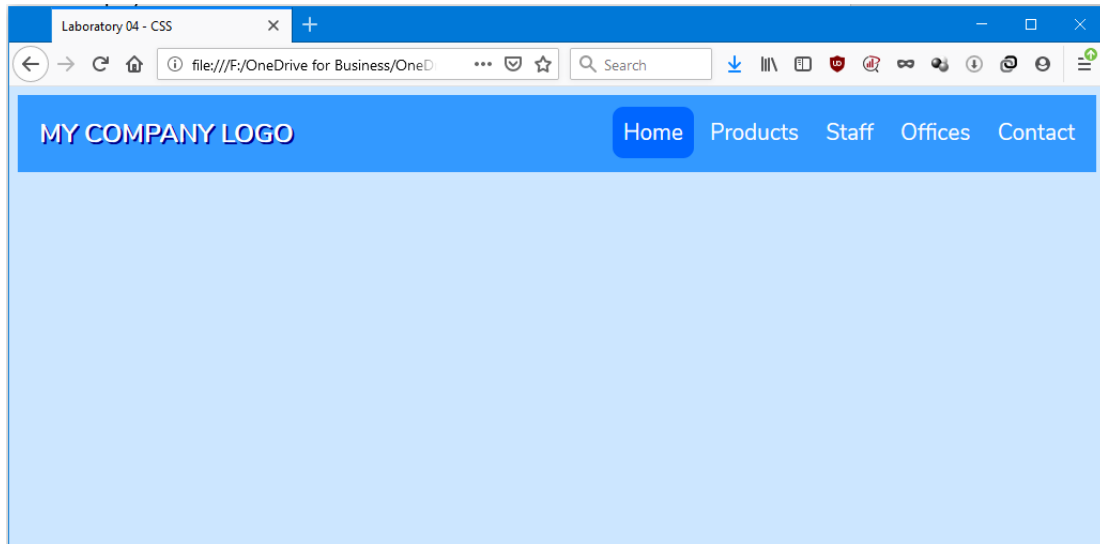 Laboratory 04 - CSS
file:///F:/OneDrive for Business/OneD
Search
MY COMPANY LOGO
Home Products Staff Offices Contact